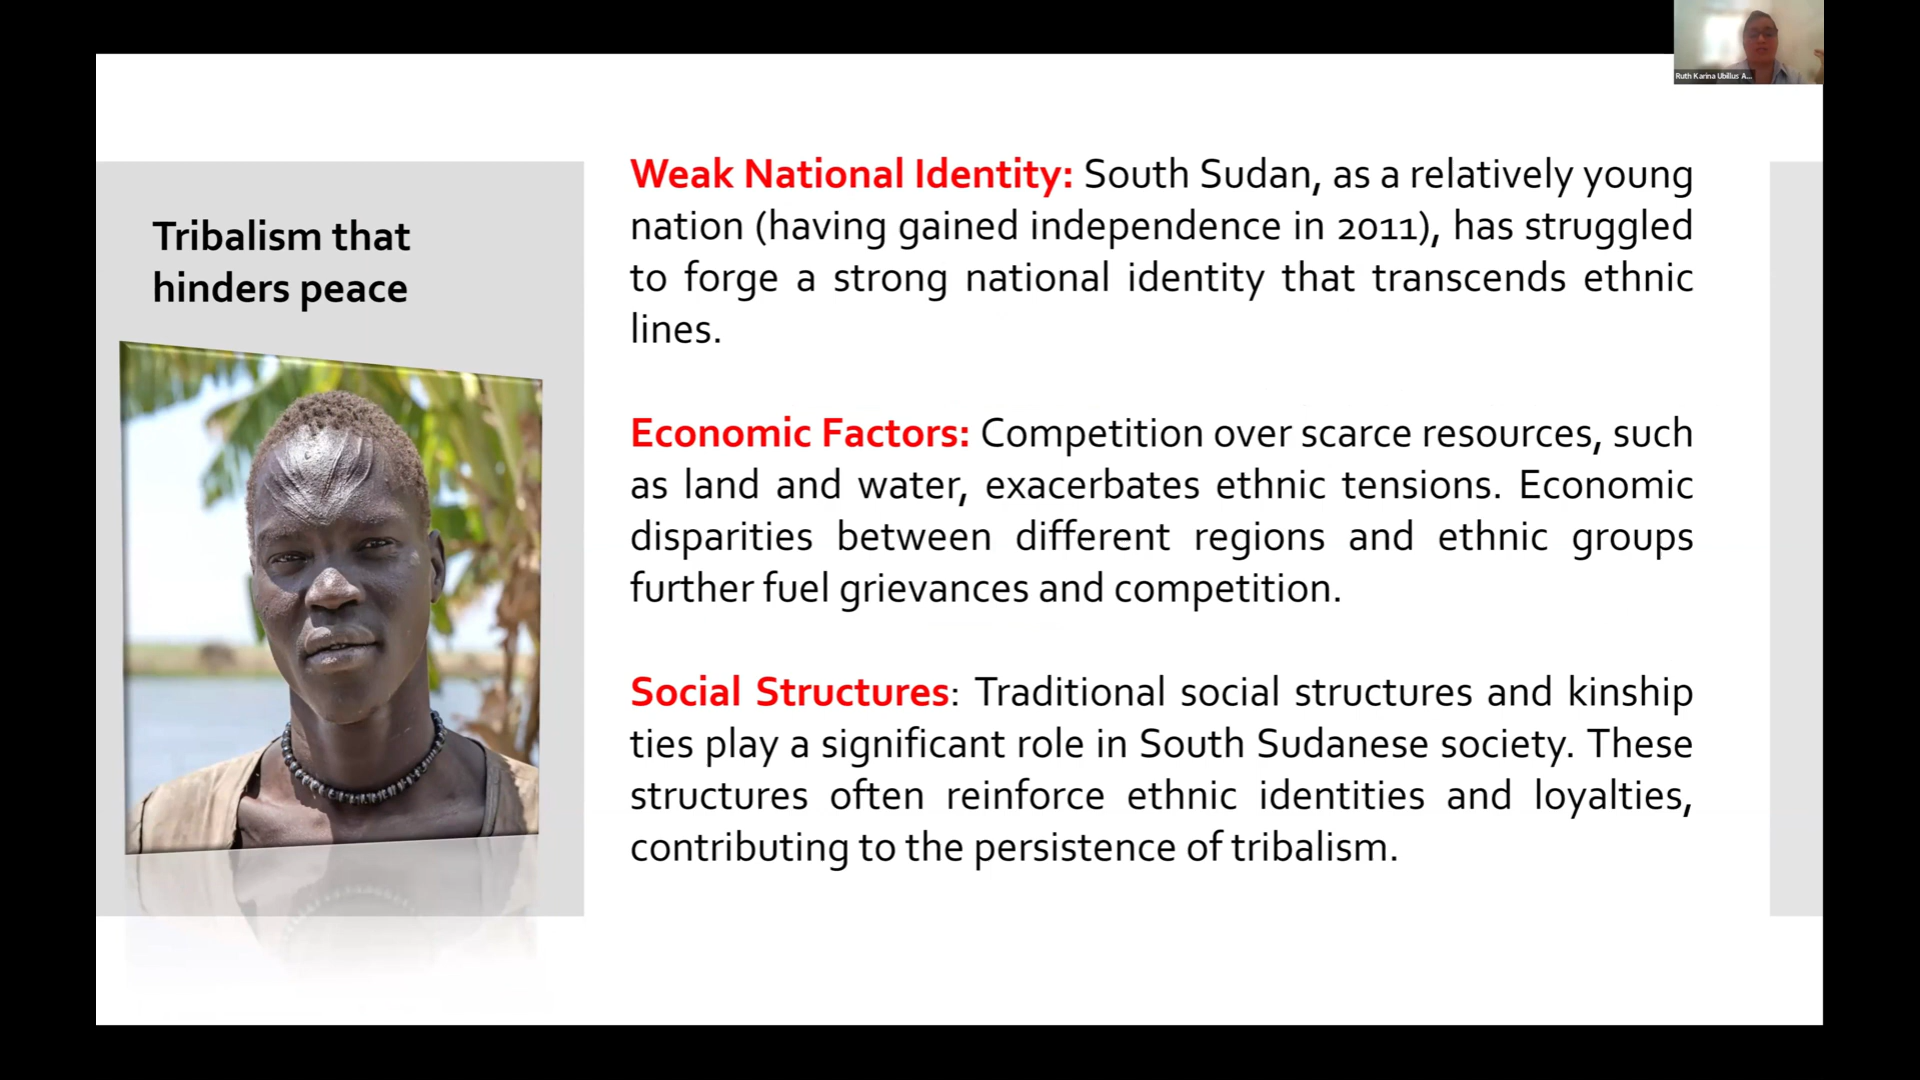 Ruth Karina Ubillus A...
Tribalism that
hinders peace
Weak National Identity: South Sudan, as a relatively young
nation (having gained independence in 2011), has struggled
to forge a strong national identity that transcends ethnic
lines.
Economic Factors: Competition over scarce resources, such
as land and water, exacerbates ethnic tensions. Economic
disparities between different regions and ethnic groups
further fuel grievances and competition.
Social Structures: Traditional social structures and kinship
ties play a significant role in South Sudanese society. These
structures often reinforce ethnic identities and loyalties,
contributing to the persistence of tribalism.